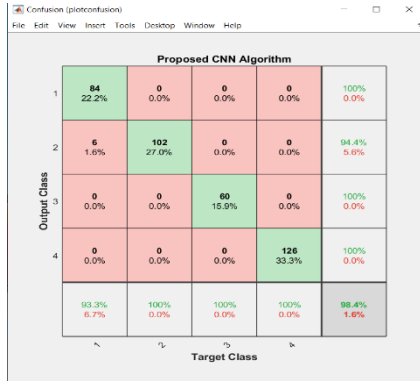 Confusion (plotconfusion)
File Edit View Insert Tools Desktop Window Help
Proposed CNN Algorithm
1 84 0 0 0 100%
22.2% 0.0% 0.0% 0.0% 0.0%
2 6 102 0 0 94.4%
1.6% 27.0% 0.0% 0.0% 5.6%
3 0 0 60 0 100%
0.0% 0.0% 15.9% 0.0% 0.0%
4 0 0 0 126 100%
0.0% 0.0% 0.0% 33.3% 0.0%
93.3% 100% 100% 100% 98.4%
6.7% 0.0% 0.0% 0.0% 1.6%
1 2 3 4
Output Class
Target Class